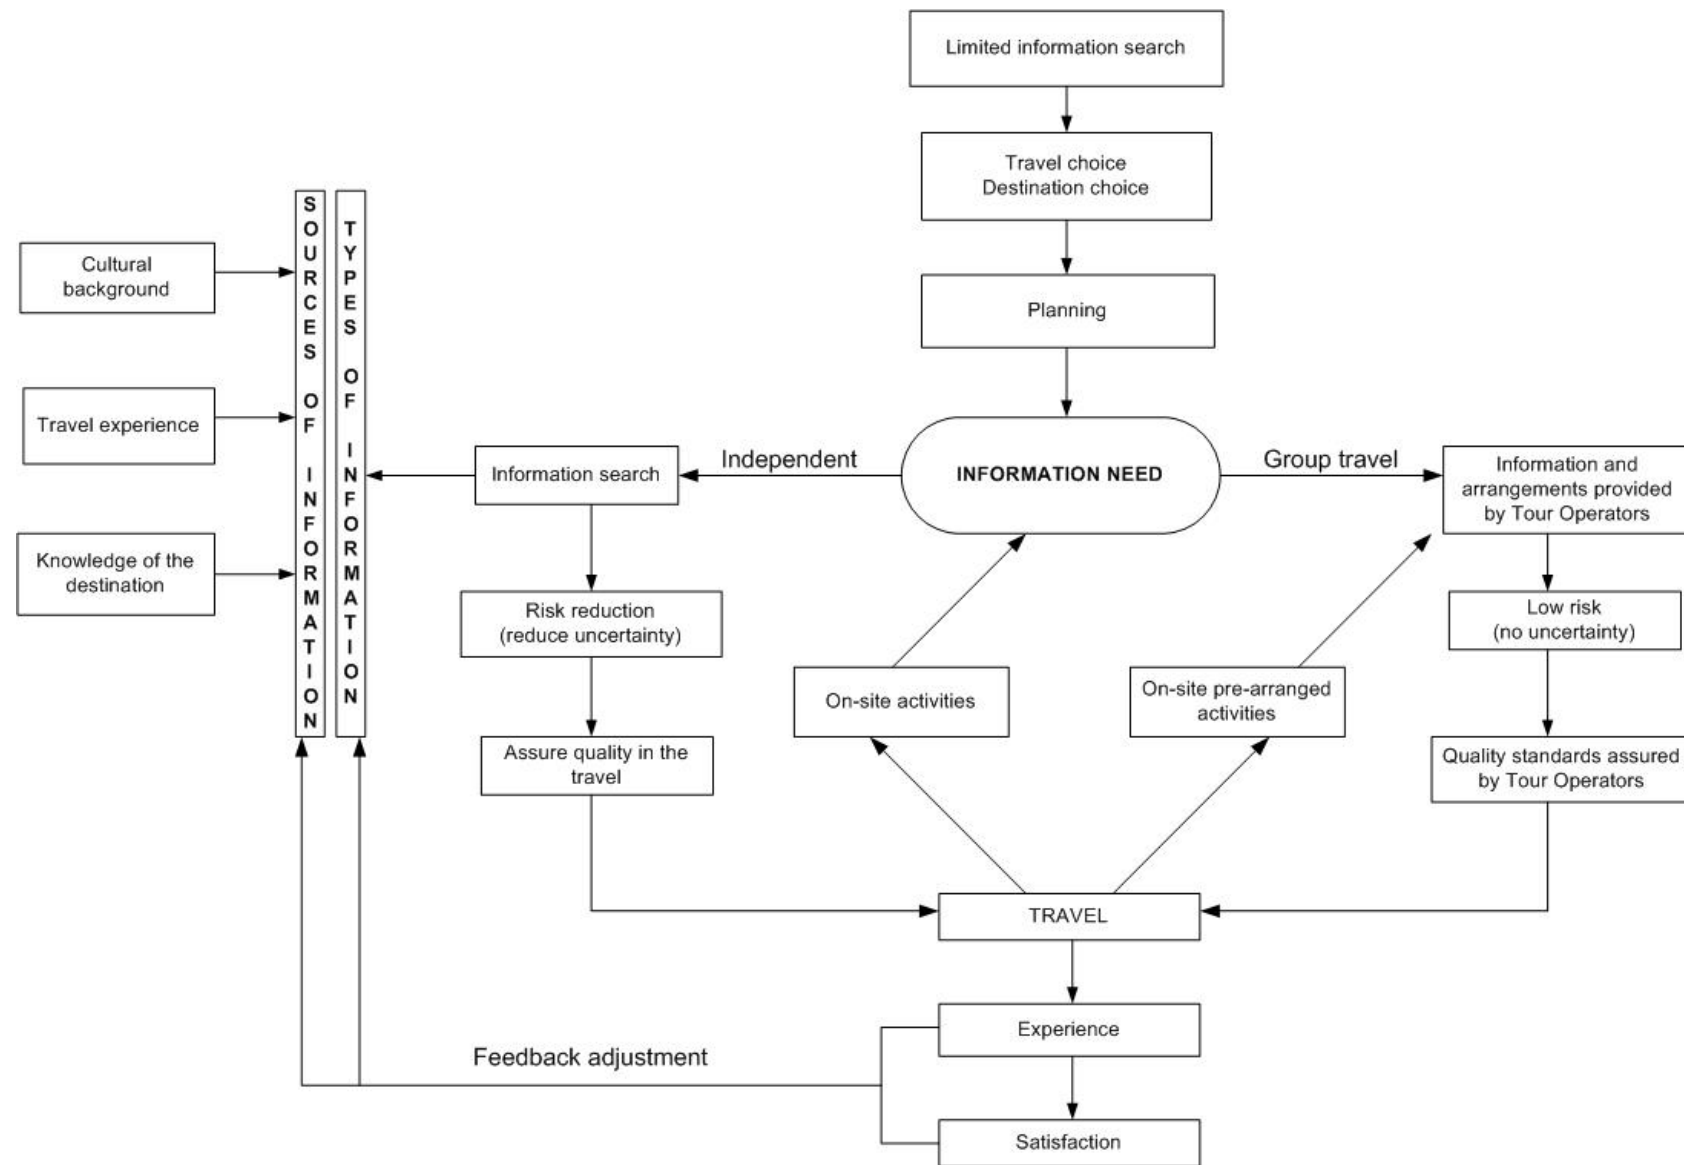 Limited information search
Travel choice
Destination choice
Planning
INFORMATION NEED
Independent
Group travel
Information search
Information and
arrangements provided
by Tour Operators
SOURCES OF INFORMATION
TYPES OF INFORMATION
Cultural
background
Travel experience
Knowledge of the
destination
Risk reduction
(reduce uncertainty)
Low risk
(no uncertainty)
On-site activities
On-site pre-arranged
activities
Assure quality in the
travel
Quality standards assured
by Tour Operators
TRAVEL
Experience
Feedback adjustment
Satisfaction